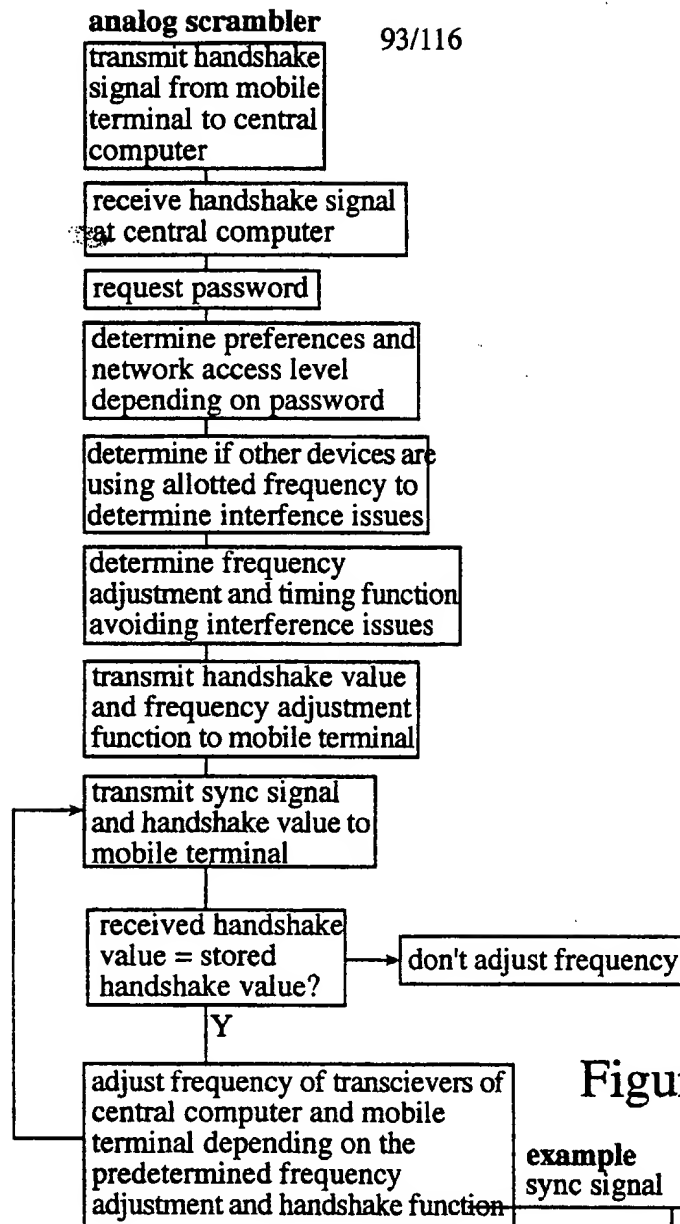 analog scrambler
93/116
transmit handshake
signal from mobile
terminal to central
computer
receive handshake signal
at central computer
request password
determine preferences and
network access level
depending on password
determine if other devices are
using allotted frequency to
determine interfence issues
determine frequency
adjustment and timing function
avoiding interference issues
transmit handshake value
and frequency adjustment
function to mobile terminal
transmit sync signal
and handshake value to
mobile terminal
received handshake
value = stored
handshake value?
don't adjust frequency
Y
adjust frequency of transcievers of
central computer and mobile
terminal depending on the
predetermined frequency
adjustment and handshake function
example
sync signal